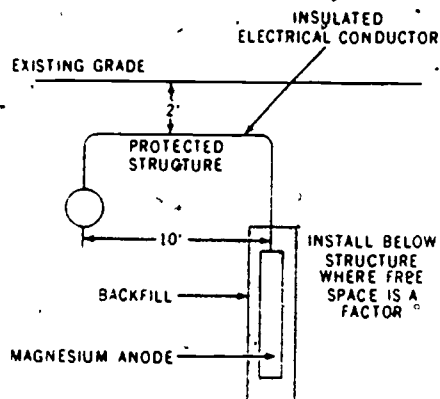 INSULATED
ELECTRICAL CONDUCTOR
EXISTING GRADE
2'
PROTECTED
STRUCTURE
10'
INSTALL BELOW
STRUCTURE
WHERE FREE
SPACE IS A
FACTOR
BACKFILL
MAGNESIUM ANODE